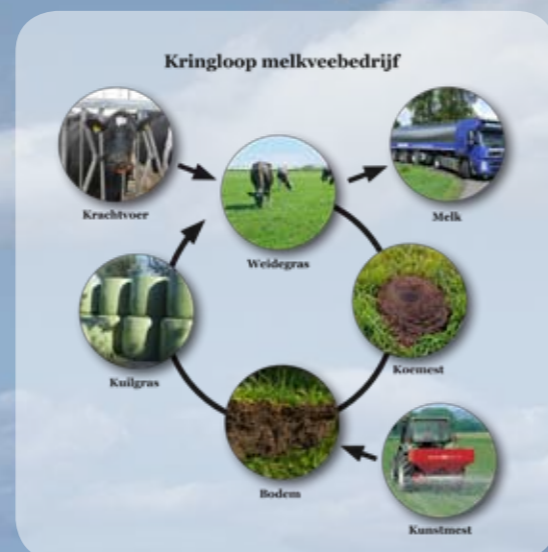 Kringloop melkveebedrijf
Krachtvoer
Melk
Weidegras
Kuilgras
Koemest
Bodem
Kunstmest